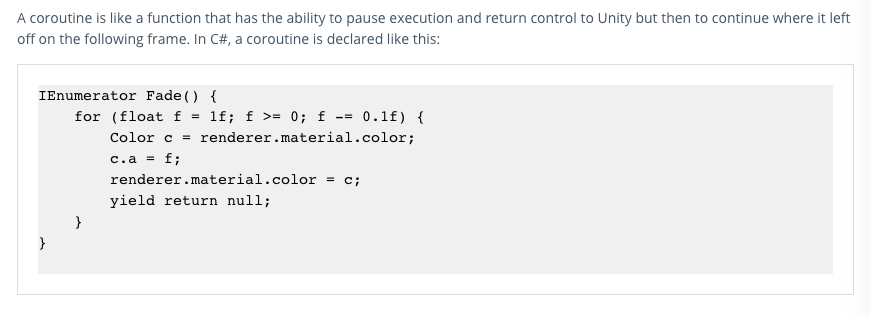 A coroutine is like a function that has the ability to pause execution and return control to Unity but then to continue where it left
off on the following frame. In C#, a coroutine is declared like this:
IEnumerator Fade() {
    for (float f = 1f; f >= 0; f -= 0.1f) {
        Color c = renderer.material.color;
        c.a = f;
        renderer.material.color = c;
        yield return null;
    }
}